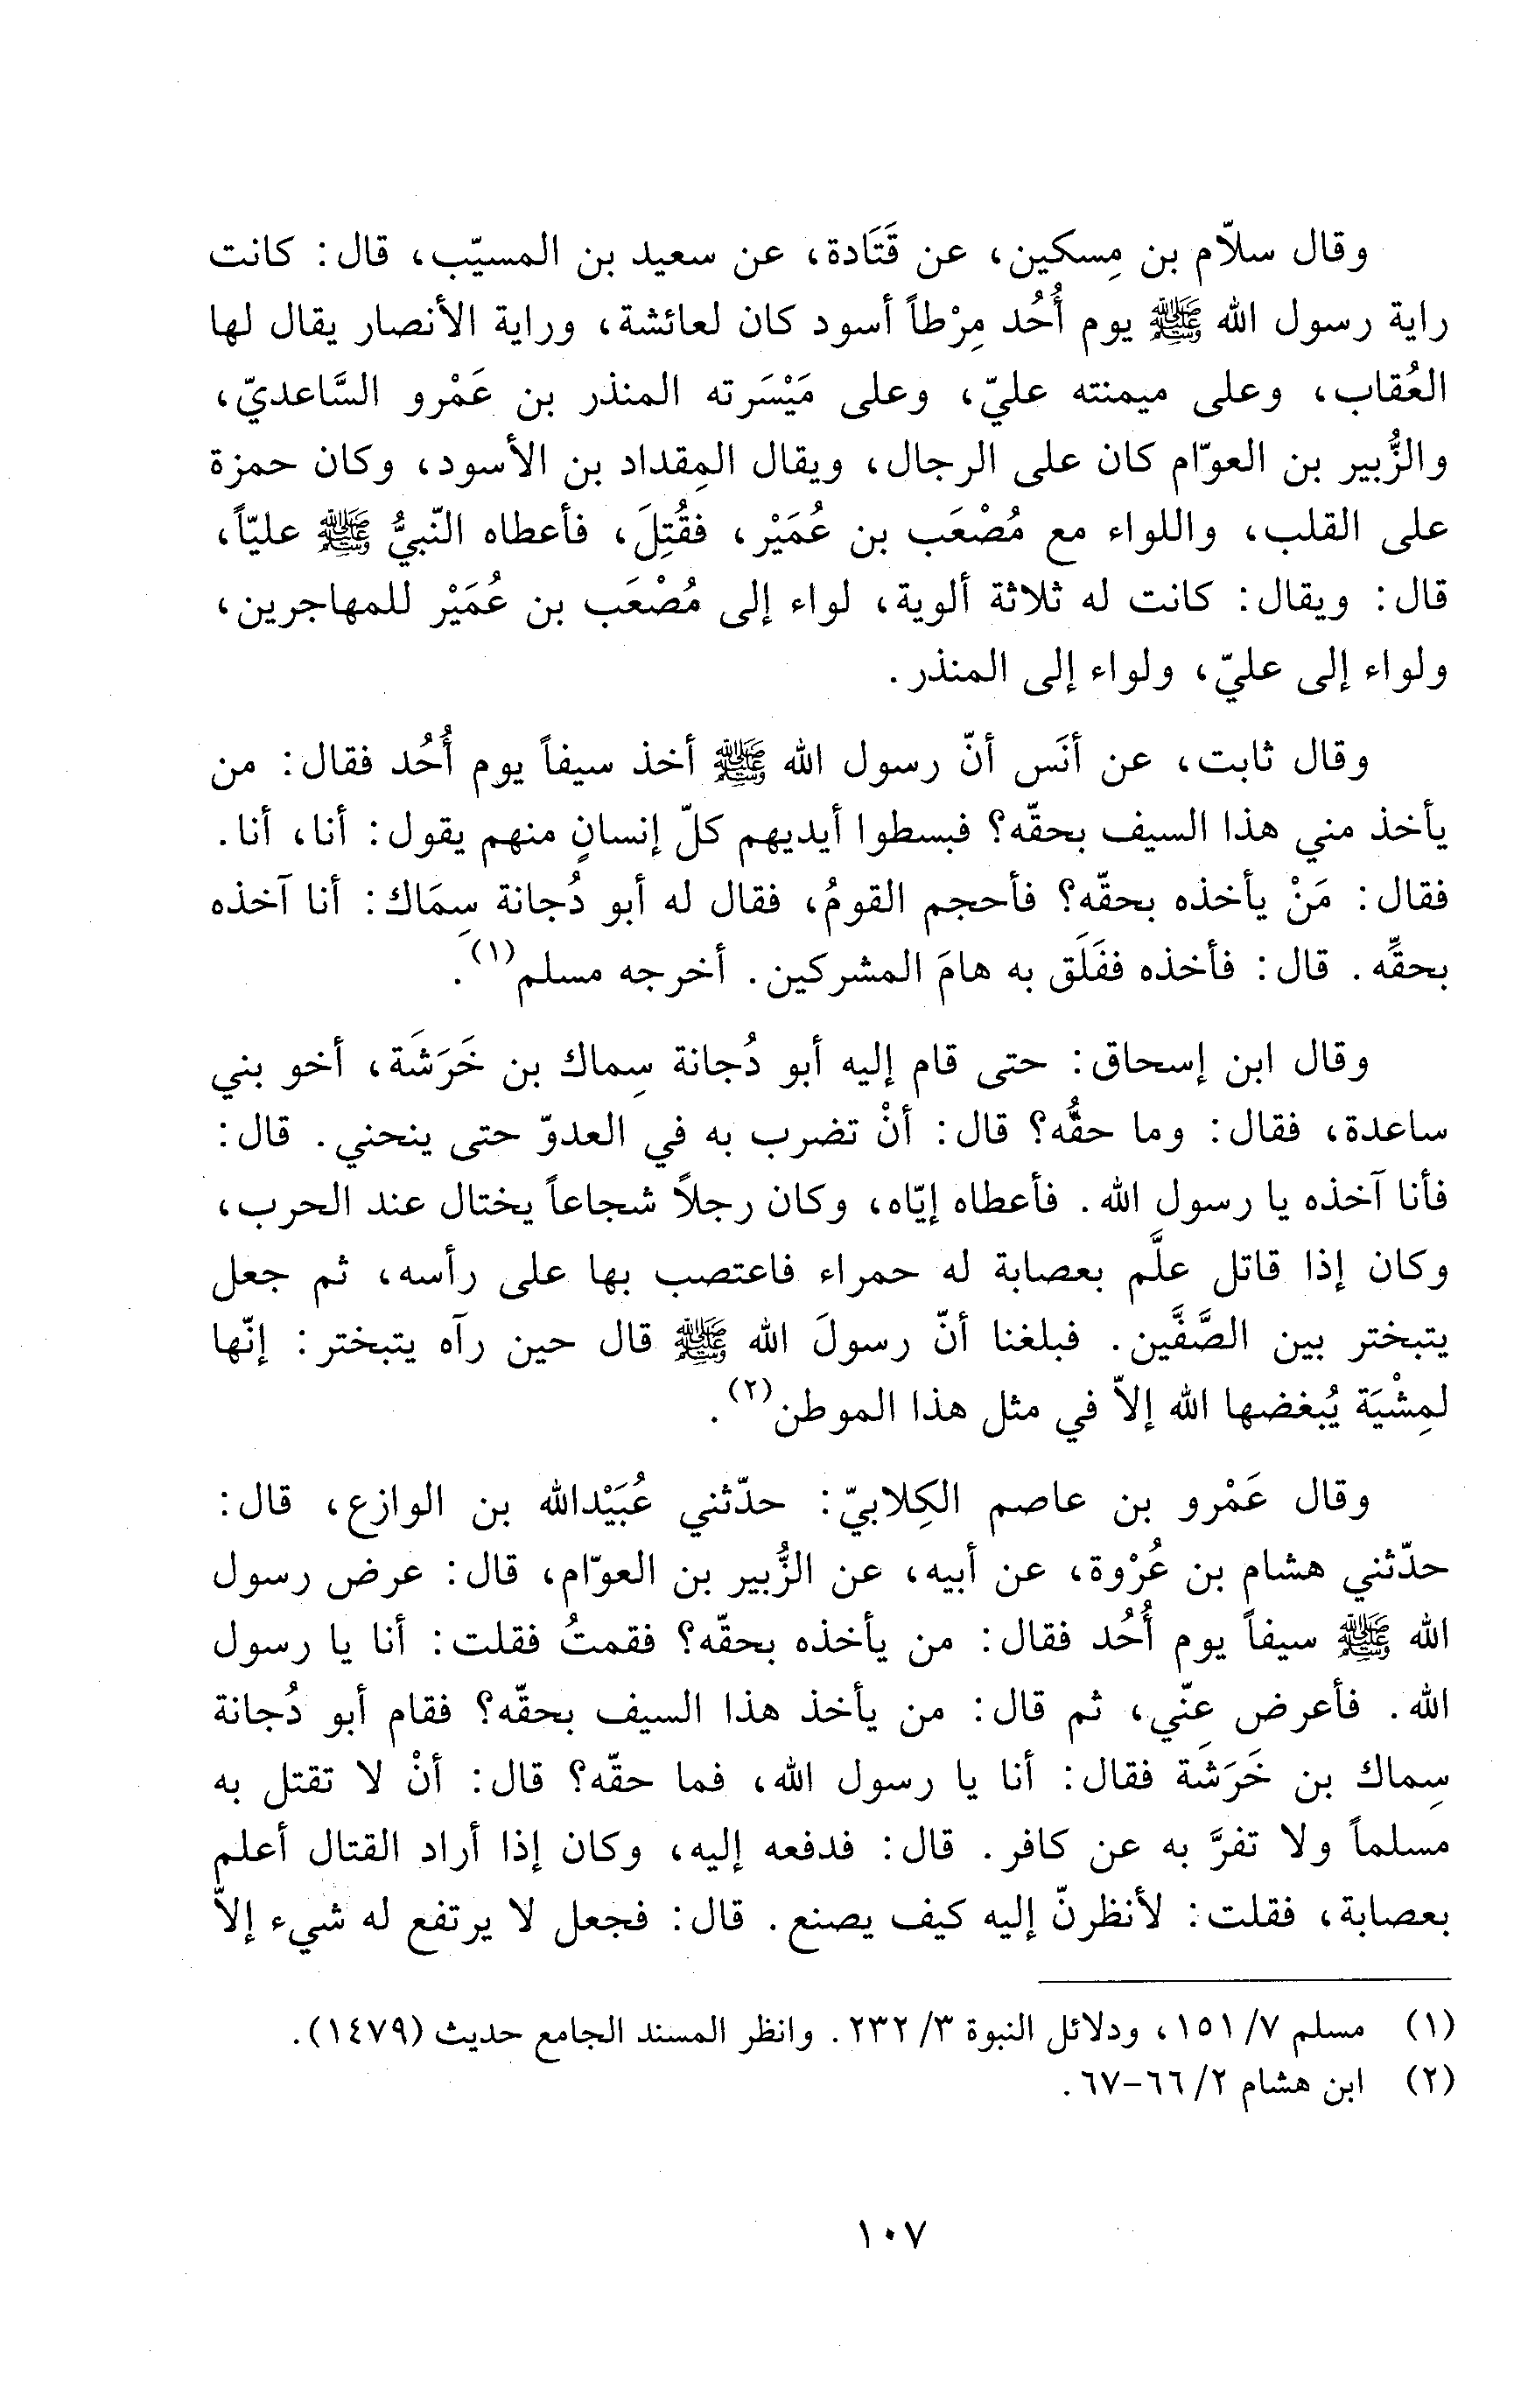 وقال سلاّم بن مِسكين، عن قَتَادة، عن سعيد بن المسيّب، قال: كانت
راية رسول الله ﷺ يوم أُحُد مِرْطاً أسود كان لعائشة، وراية الأنصار يقال لها
العُقاب، وعلى ميمنته عليّ، وعلى مَيْسَرته المنذر بن عَمْرو السَّاعديّ،
والزُّبير بن العوّام كان على الرجال، ويقال المِقداد بن الأسود، وكان حمزة
على القلب، واللواء مع مُصْعَب بن عُمَيْر، فقُتِلَ، فأعطاه النّبيُّ ﷺ عليّاً،
قال: ويقال: كانت له ثلاثة ألوية، لواء إلى مُصْعَب بن عُمَيْر للمهاجرين،
ولواء إلى عليّ، ولواء إلى المنذر.
وقال ثابت، عن أنَس أنّ رسول الله ﷺ أخذ سيفاً يوم أُحُد فقال: من
يأخذ مني هذا السيف بحقّه؟ فبسطوا أيديهم كلّ إنسانٍ منهم يقول: أنا، أنا.
فقال: مَنْ يأخذه بحقّه؟ فأحجم القومُ، فقال له أبو دُجانة سِمَاك: أنا آخذه
بحقِّه. قال: فأخذه ففَلَق به هامَ المشركين. أخرجه مسلم(١).
وقال ابن إسحاق: حتى قام إليه أبو دُجانة سِماك بن خَرَشَة، أخو بني
ساعدة، فقال: وما حقُّه؟ قال: أنْ تضرب به في العدوّ حتى ينحني. قال:
فأنا آخذه يا رسول الله. فأعطاه إيّاه، وكان رجلاً شجاعاً يختال عند الحرب،
وكان إذا قاتل علَّم بعصابة له حمراء فاعتصب بها على رأسه، ثم جعل
يتبختر بين الصَّفَّين. فبلغنا أنّ رسولَ الله ﷺ قال حين رآه يتبختر: إنّها
لمِشْيَة يُبغضها الله إلاّ في مثل هذا الموطن(٢).
وقال عَمْرو بن عاصم الكِلابيّ: حدّثني عُبَيْدالله بن الوازع، قال:
حدّثني هشام بن عُرْوة، عن أبيه، عن الزُّبير بن العوّام، قال: عرض رسول
الله ﷺ سيفاً يوم أُحُد فقال: من يأخذه بحقّه؟ فقمتُ فقلت: أنا يا رسول
الله. فأعرض عِنّي، ثم قال: من يأخذ هذا السيف بحقّه؟ فقام أبو دُجانة
سِماك بن خَرَشَة فقال: أنا يا رسول الله، فما حقّه؟ قال: أنْ لا تقتل به
مسلماً ولا تفرَّ به عن كافر. قال: فدفعه إليه، وكان إذا أراد القتال أعلم
بعصابة، فقلت: لأنظرنّ إليه كيف يصنع. قال: فجعل لا يرتفع له شيء إلاّ
(١) مسلم ٧/ ١٥١، ودلائل النبوة ٣/ ٢٣٢. وانظر المسند الجامع حديث (١٤٧٩).
(٢) ابن هشام ٢/ ٦٦-٦٧.
١٠٧